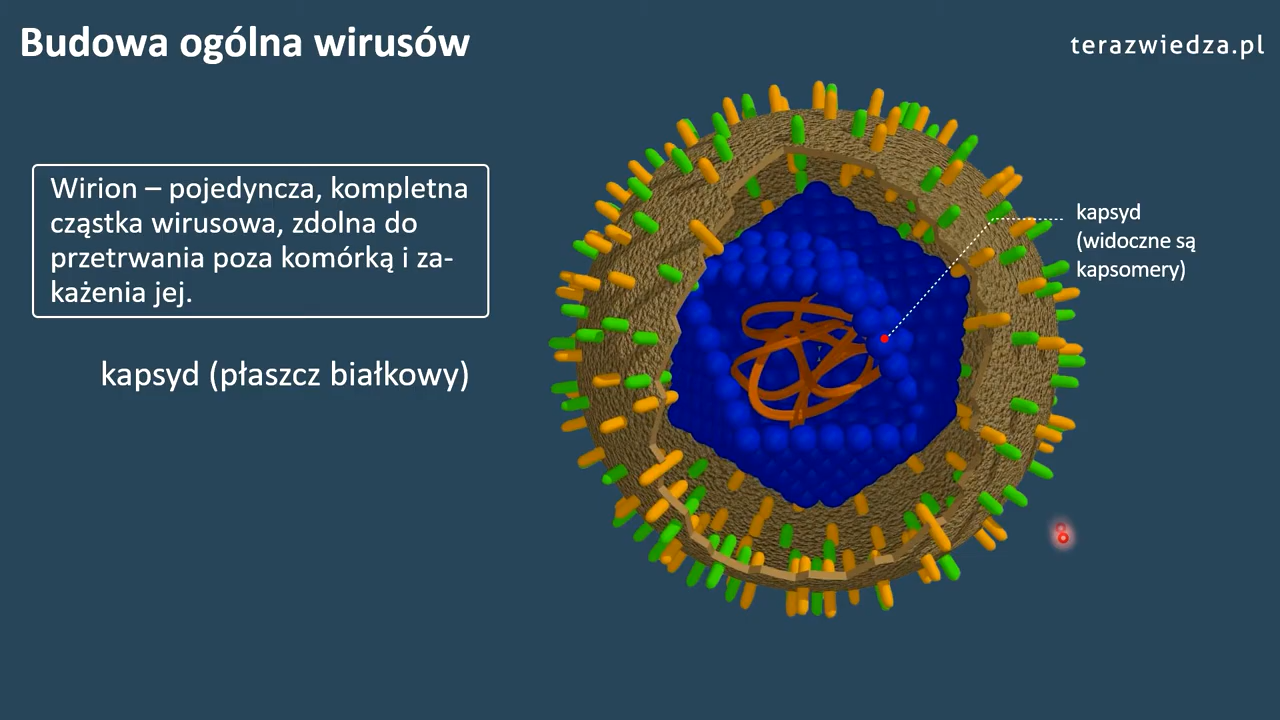 Budowa ogólna wirusów
terazwiedza.pl
Wirion – pojedyncza, kompletna
cząstka wirusowa, zdolna do
przetrwania poza komórką i za-
każenia jej.
kapsyd (płaszcz białkowy)
kapsyd
(widoczne są
kapsomery)